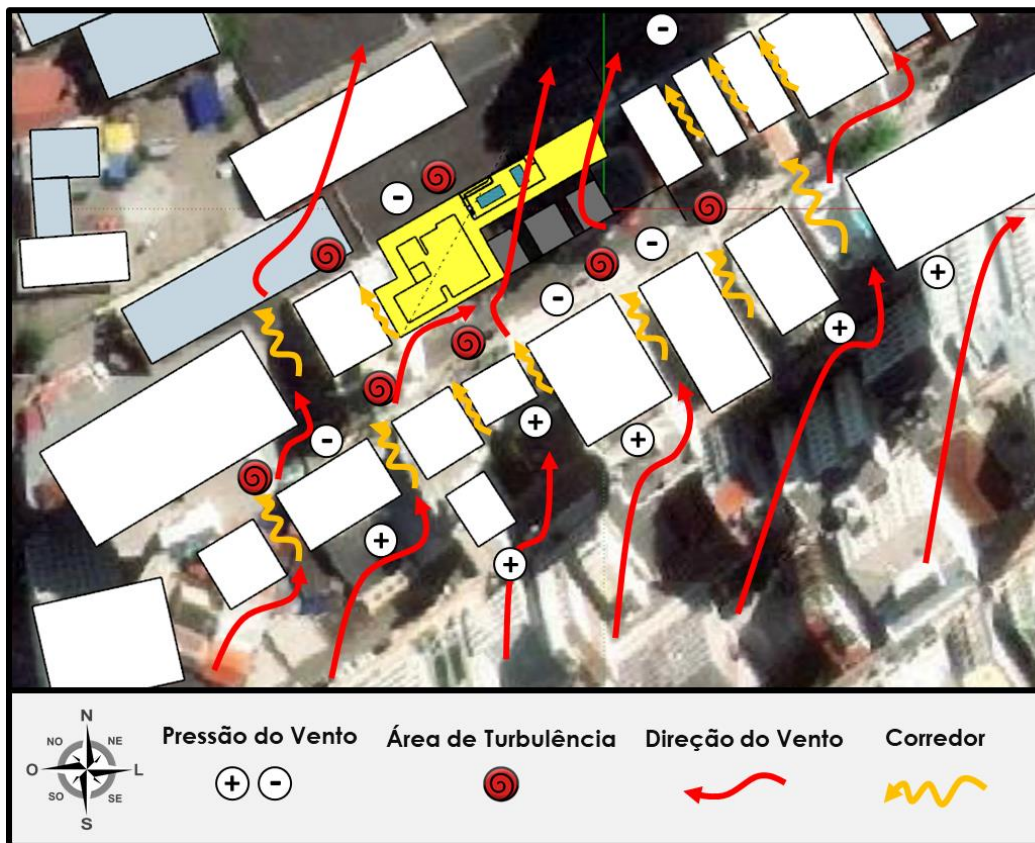 N
NO NE
O L
SO SE
S
Pressão do Vento
+ -
Área de Turbulência
Direção do Vento
Corredor